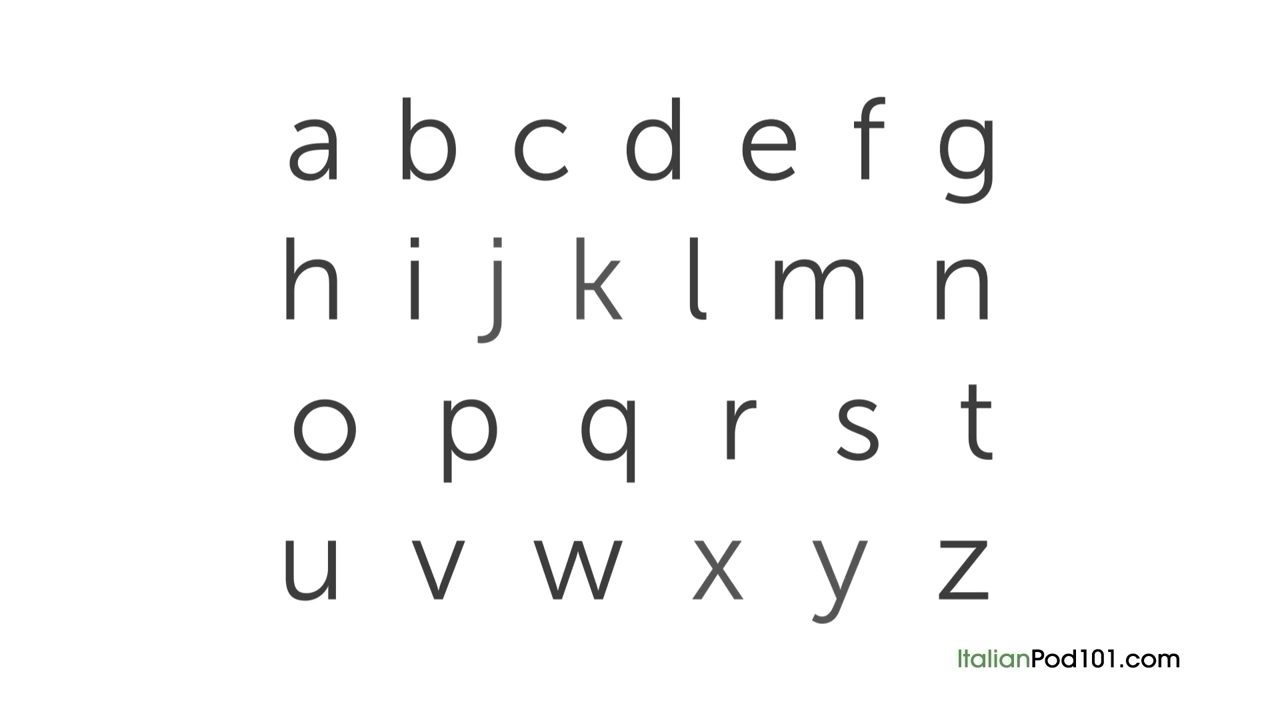 a b c d e f g
h i j k l m n
o p q r s t
u v w x y z
ItalianPod101.com